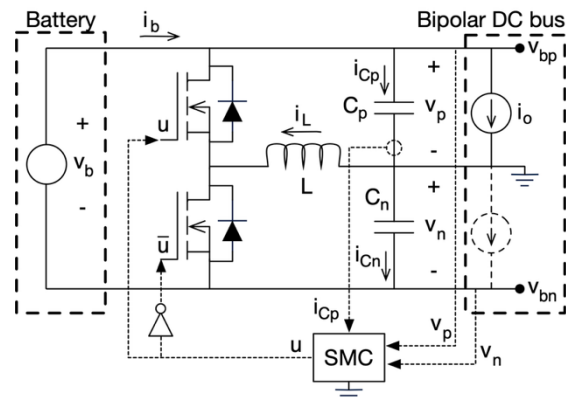 Battery
Bipolar DC bus
i_b
v_bp
i_Cp
+
C_p
v_p
-
i_o
u
i_L
L
+
v_b
-
+
C_n
v_n
-
ū
i_Cn
v_bn
i_Cp
v_p
u
SMC
v_n